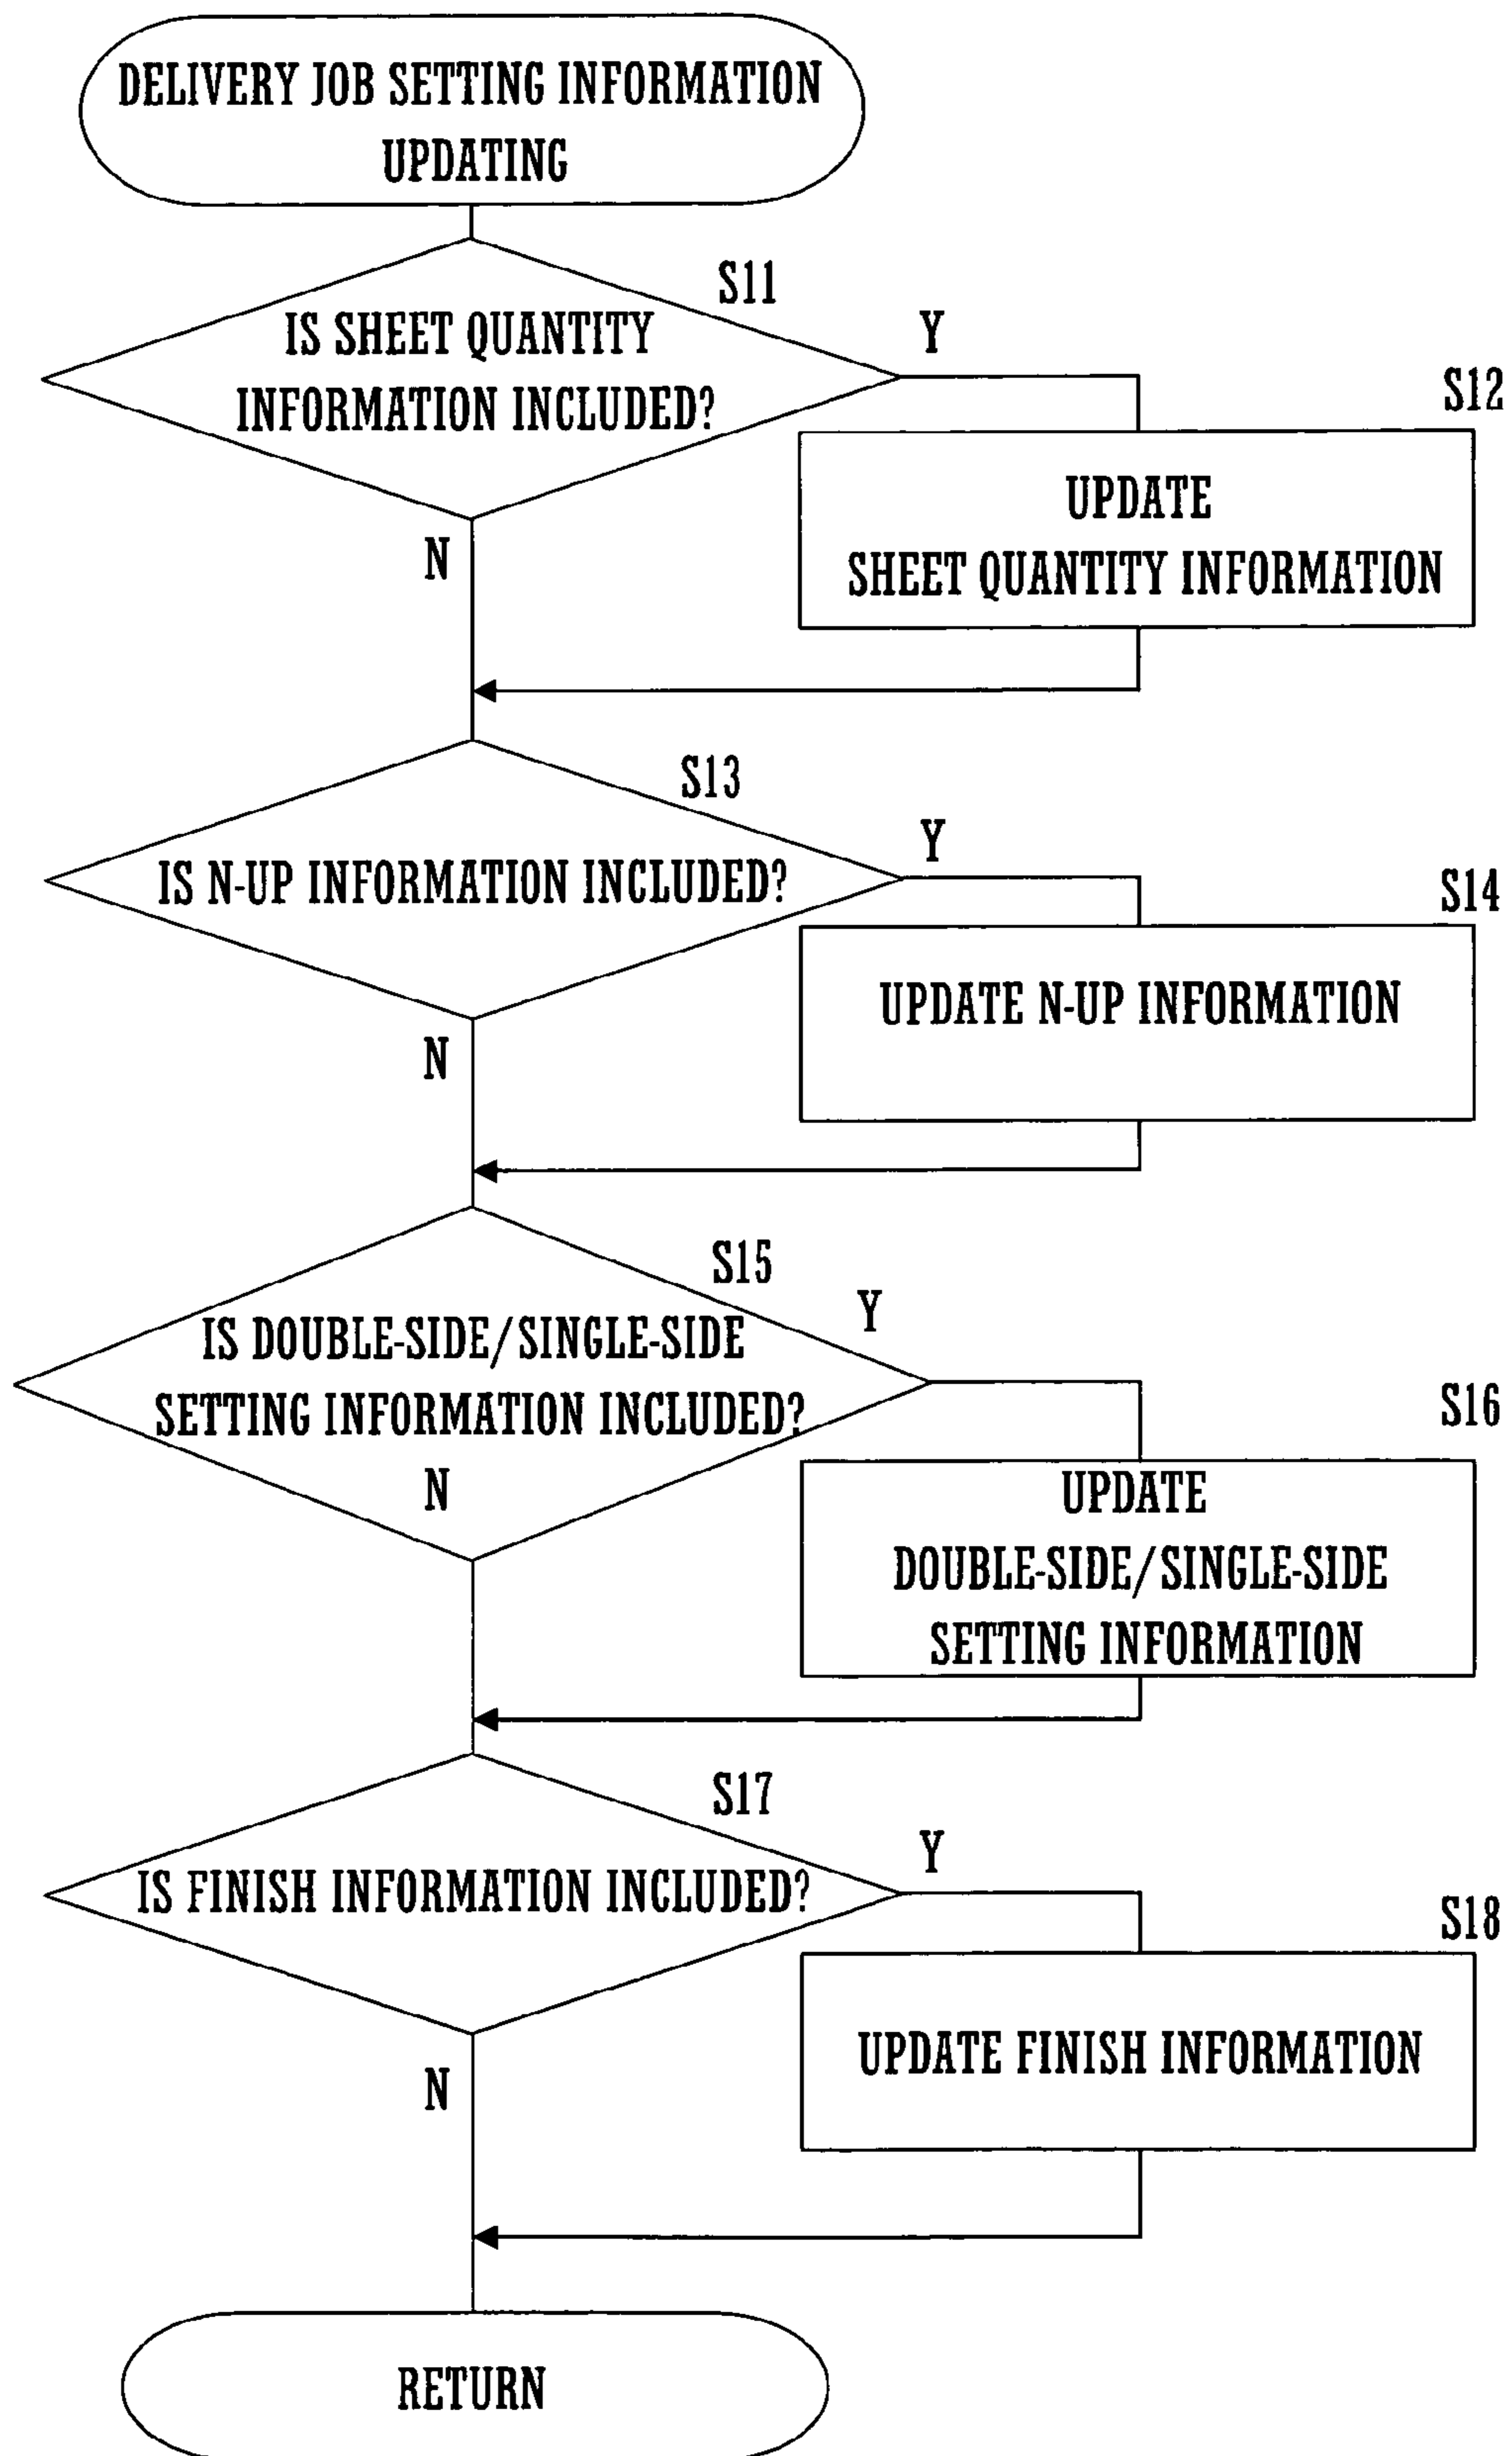 DELIVERY JOB SETTING INFORMATION
UPDATING
S11
IS SHEET QUANTITY
INFORMATION INCLUDED?
Y
N
S12
UPDATE
SHEET QUANTITY INFORMATION
S13
IS N-UP INFORMATION INCLUDED?
Y
N
S14
UPDATE N-UP INFORMATION
S15
IS DOUBLE-SIDE/SINGLE-SIDE
SETTING INFORMATION INCLUDED?
Y
N
S16
UPDATE
DOUBLE-SIDE/SINGLE-SIDE
SETTING INFORMATION
S17
IS FINISH INFORMATION INCLUDED?
Y
N
S18
UPDATE FINISH INFORMATION
RETURN